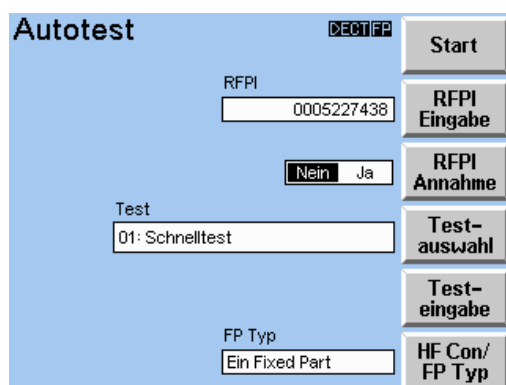 Autotest
DECT FP
RFPI
0005227438
Nein Ja
Test
01: Schnelltest
FP Typ
Ein Fixed Part
Start
RFPI
Eingabe
RFPI
Annahme
Test-
auswahl
Test-
eingabe
HF Con/
FP Typ